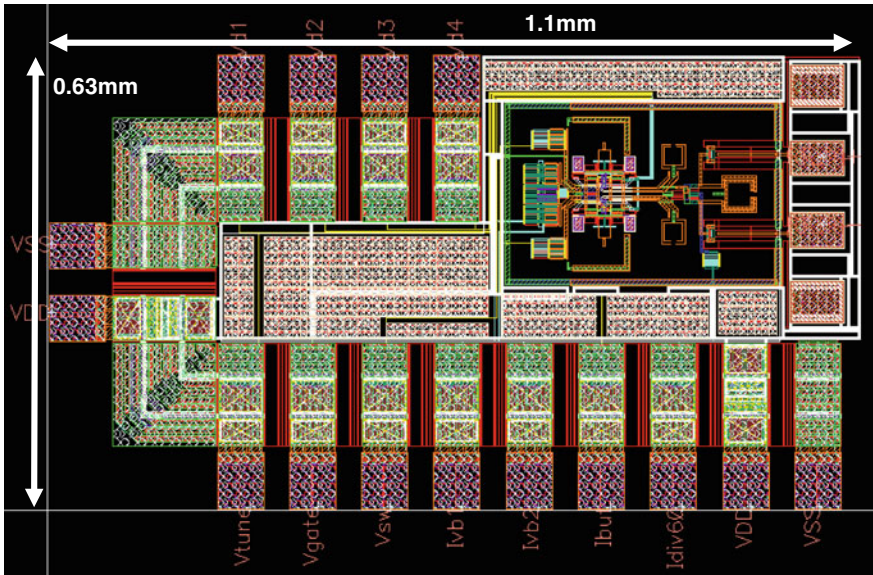 Vd1
Vd2
Vd3
Vd4
1.1mm
0.63mm
VSS
VDD
Vtune
Vgate
Vsw
Ivb1
Ivb2
Ibuf
Idiv60
VDD
VSS